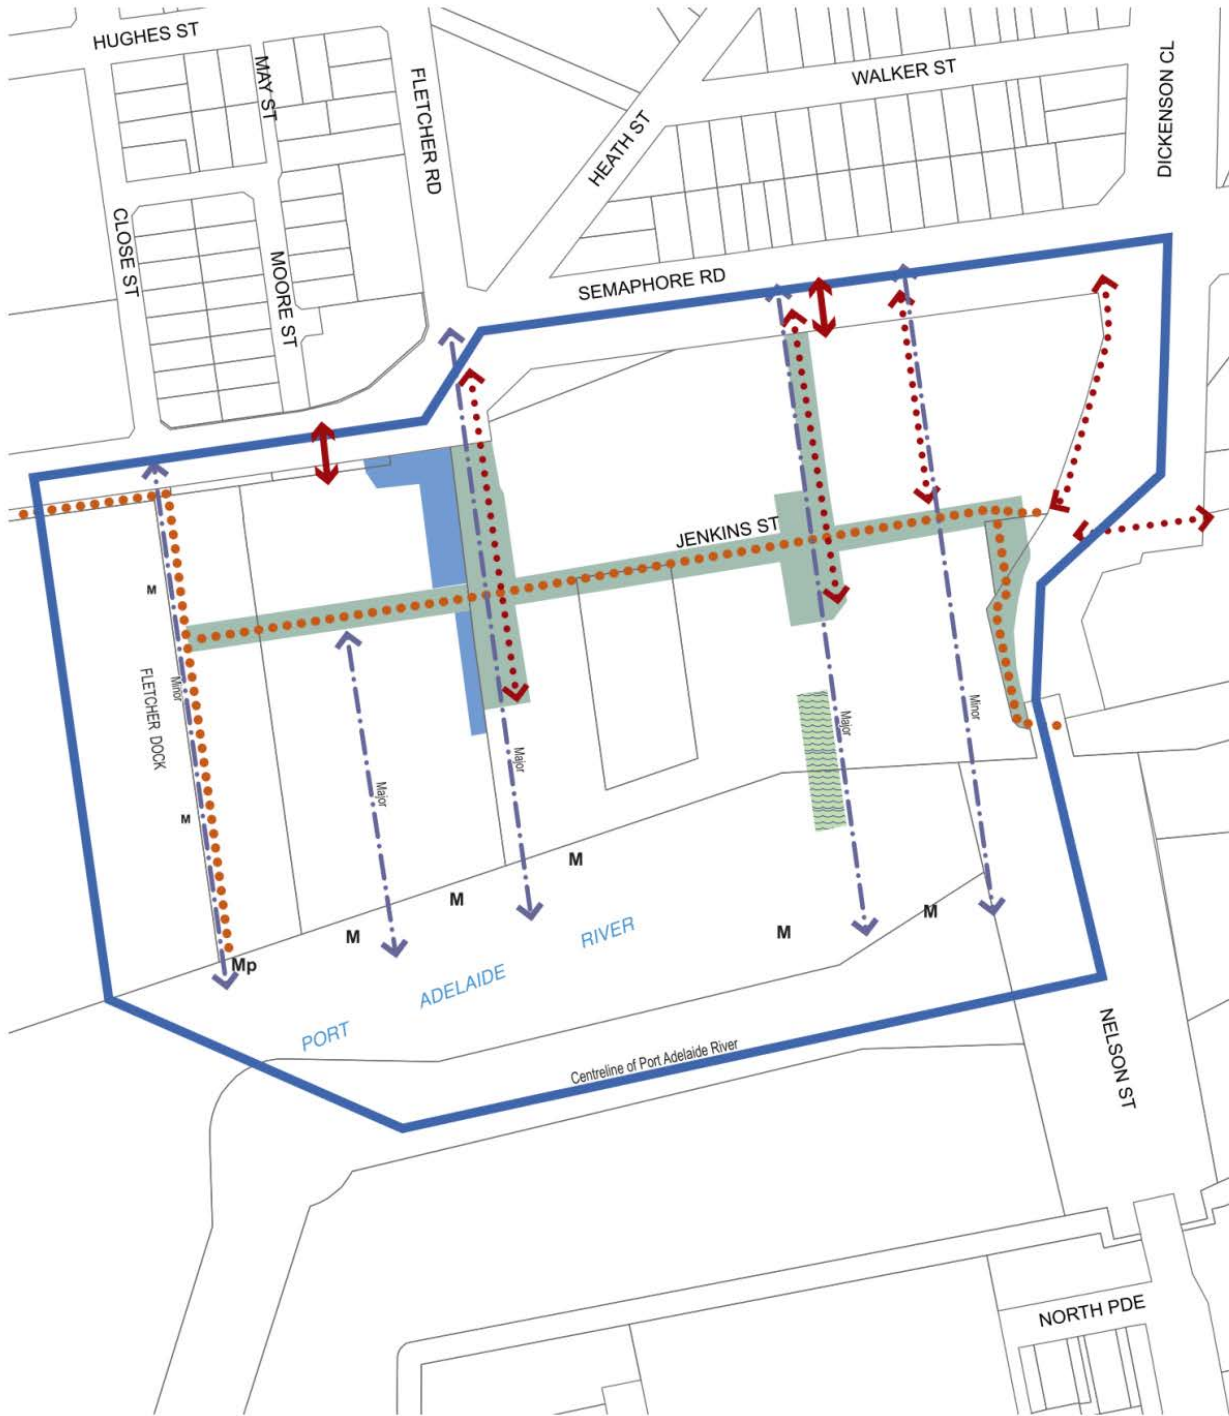 HUGHES ST
MAY ST
FLETCHER RD
HEATH ST
WALKER ST
DICKENSON CL
CLOSE ST
MOORE ST
SEMAPHORE RD
JENKINS ST
M
Minor
FLETCHER DOCK
Major
Major
Major
Minor
M
M
M
M
M
M
Mp
PORT ADELAIDE RIVER
Centreline of Port Adelaide River
NELSON ST
NORTH PDE